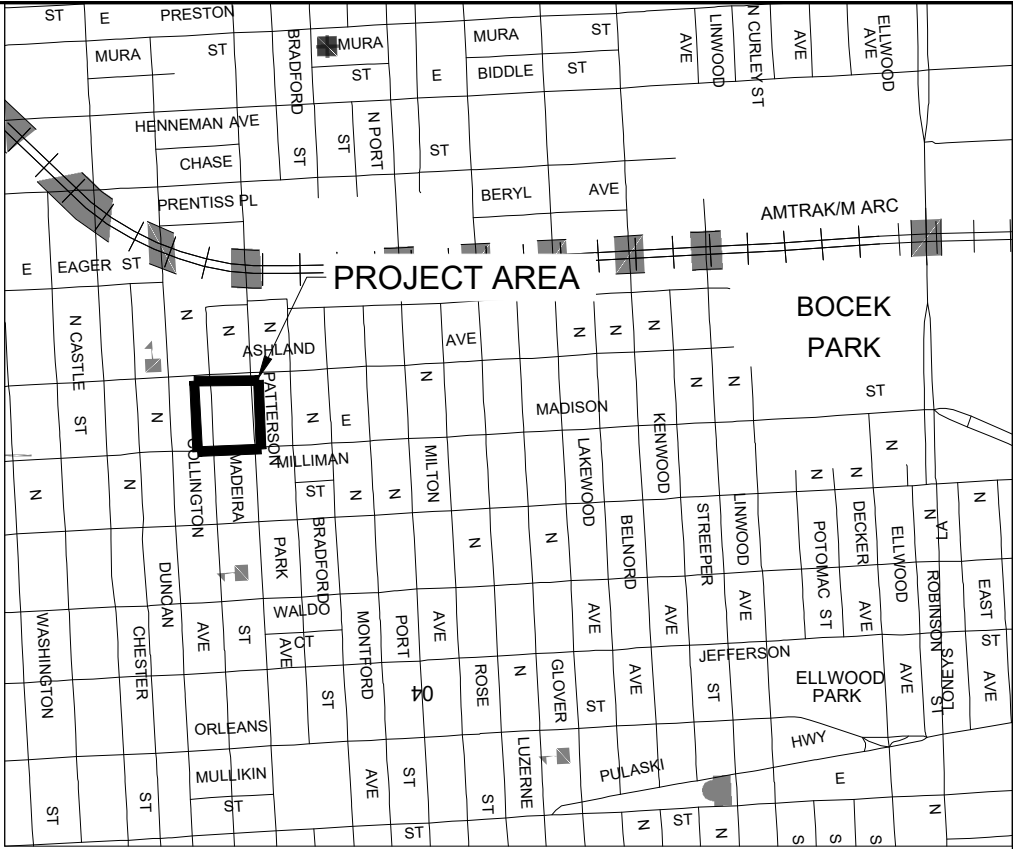 ST E PRESTON
MURA ST
BRADFORD
ST
MURA
ST
E
MURA ST
BIDDLE ST
AVE
LINWOOD
N CURLEY ST
AVE
ELLWOOD
AVE
HENNEMAN AVE
CHASE
ST
N PORT
ST
PRENTISS PL
BERYL AVE
AMTRAK/M ARC
E EAGER ST
PROJECT AREA
BOCEK
PARK
N CASTLE
ST
N
N
N
ASHLAND
AVE
N
N
N
N
N
N
ST
PATTERSON
N
E
MADISON
KENWOOD
LAKEWOOD
N
COLLINGTON
MADEIRA
MILLIMAN
ST
MILTON
N
N
N
N
N
N
N
N
N
DECKER
N
LA
N
BRADFORD
PARK
N
N
BELNORD
STREEPER
LINWOOD
POTOMAC ST
ELLWOOD
ROBINSON
EAST
DUNCAN
WALDO
CT
AVE
WASHINGTON
CHESTER
AVE
ST
MONTFORD
PORT
AVE
AVE
AVE
AVE
AVE
ST
JEFFERSON
ELLWOOD
PARK
AVE
ST
LONEYS
AVE
ORLEANS
ST
04
ROSE
N
GLOVER
ST
AVE
ST
MULLIKIN
ST
AVE
ST
LUZERNE
PULASKI
HWY
E
ST
ST
ST
ST
N
ST
N
S
S
S
N